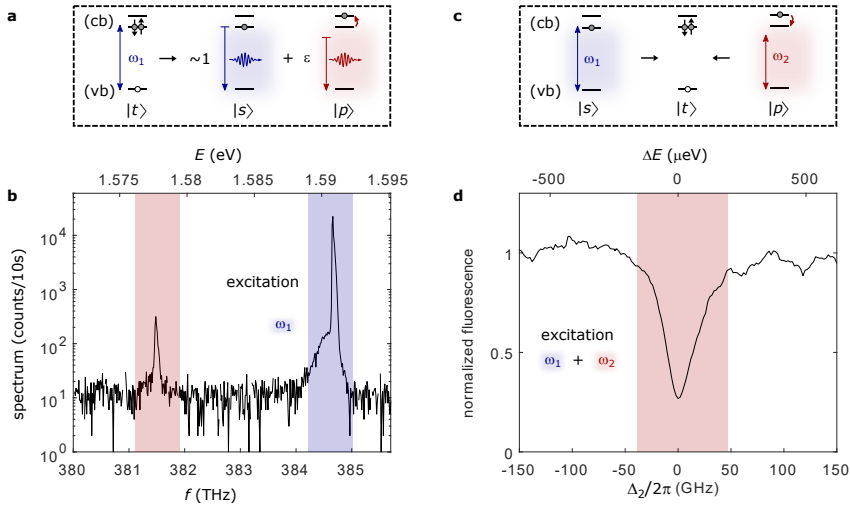 a
(cb)
ω1
~1
+
ε
(vb)
|t⟩
|s⟩
|p⟩
c
(cb)
ω1
ω2
(vb)
|s⟩
|t⟩
|p⟩
b
E (eV)
1.575
1.58
1.585
1.59
1.595
spectrum (counts/10s)
10^4
10^3
10^2
10^1
10^0
excitation
ω1
380
381
382
383
384
385
f (THz)
d
ΔE (μeV)
-500
0
500
normalized fluorescence
1
0.5
0
excitation
ω1 + ω2
-150
-100
-50
0
50
100
150
Δ2/2π (GHz)